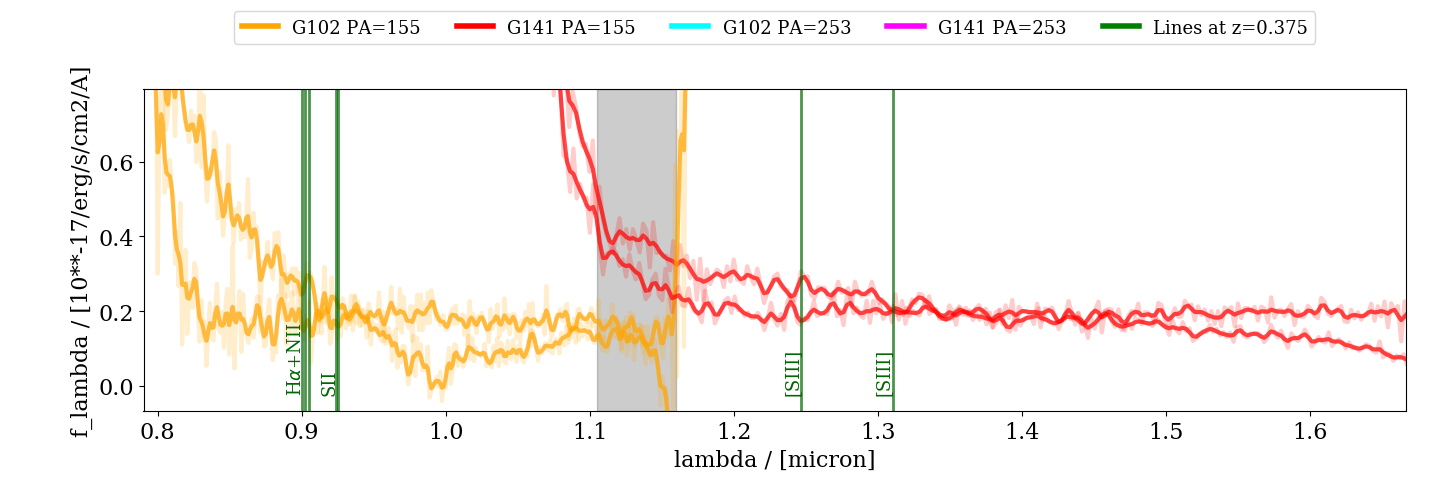 G102 PA=155 G141 PA=155 G102 PA=253 G141 PA=253 Lines at z=0.375
f_lambda / [10**-17/erg/s/cm2/A]
0.6
0.4
0.2
0.0
Hα+NII
SII
[SIII]
[SIII]
0.8 0.9 1.0 1.1 1.2 1.3 1.4 1.5 1.6
lambda / [micron]